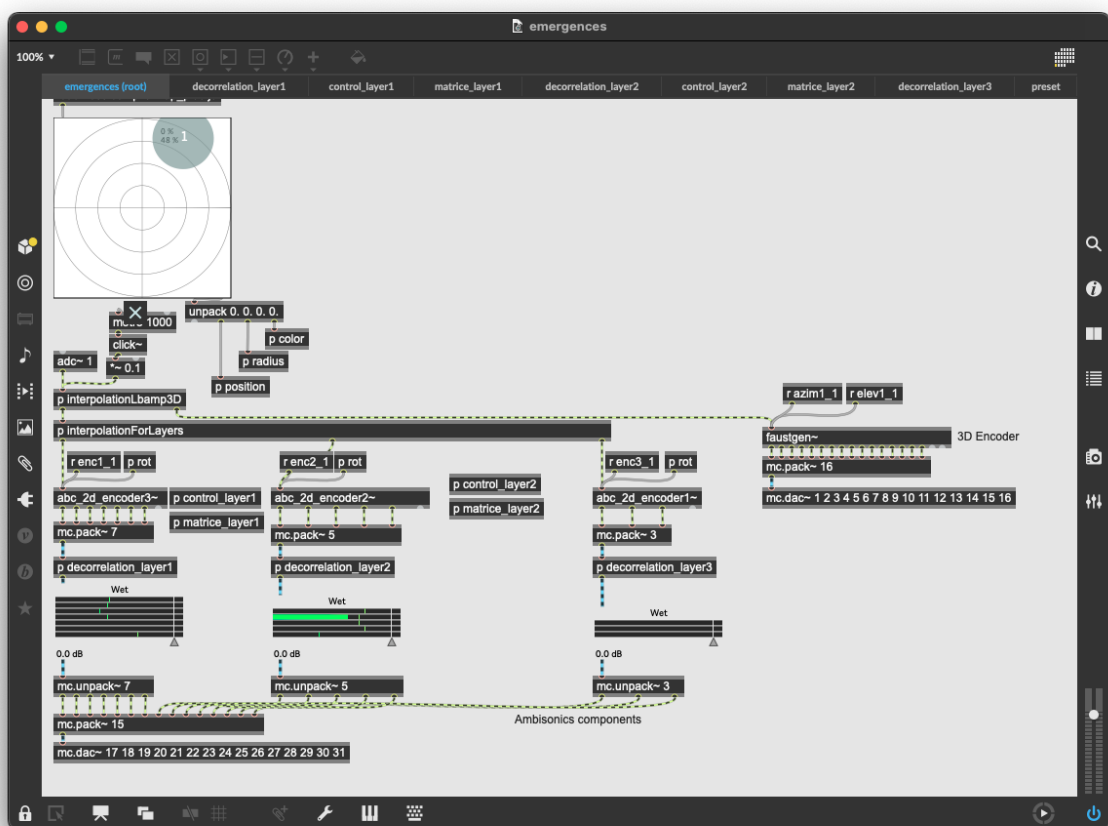 emergences
100%
emergences (root) decorrelation_layer1 control_layer1 matrice_layer1 decorrelation_layer2 control_layer2 matrice_layer2 decorrelation_layer3 preset
0 %
48 %
1
1000
unpack 0. 0. 0. 0.
click~
p color
adc~ 1
*~ 0.1
p radius
p position
p interpolationLbamp3D
r azim1_1 r elev1_1
p interpolationForLayers
faustgen~
3D Encoder
r enc1_1 p rot r enc2_1 p rot r enc3_1 p rot
mc.pack~ 16
p control_layer2
abc_2d_encoder3~ p control_layer1 abc_2d_encoder2~ abc_2d_encoder1~
mc.dac~ 1 2 3 4 5 6 7 8 9 10 11 12 13 14 15 16
p matrice_layer2
p matrice_layer1
mc.pack~ 7 mc.pack~ 5 mc.pack~ 3
p decorrelation_layer1 p decorrelation_layer2 p decorrelation_layer3
Wet
Wet
Wet
0.0 dB 0.0 dB 0.0 dB
mc.unpack~ 7 mc.unpack~ 5 mc.unpack~ 3
mc.pack~ 15
Ambisonics components
mc.dac~ 17 18 19 20 21 22 23 24 25 26 27 28 29 30 31